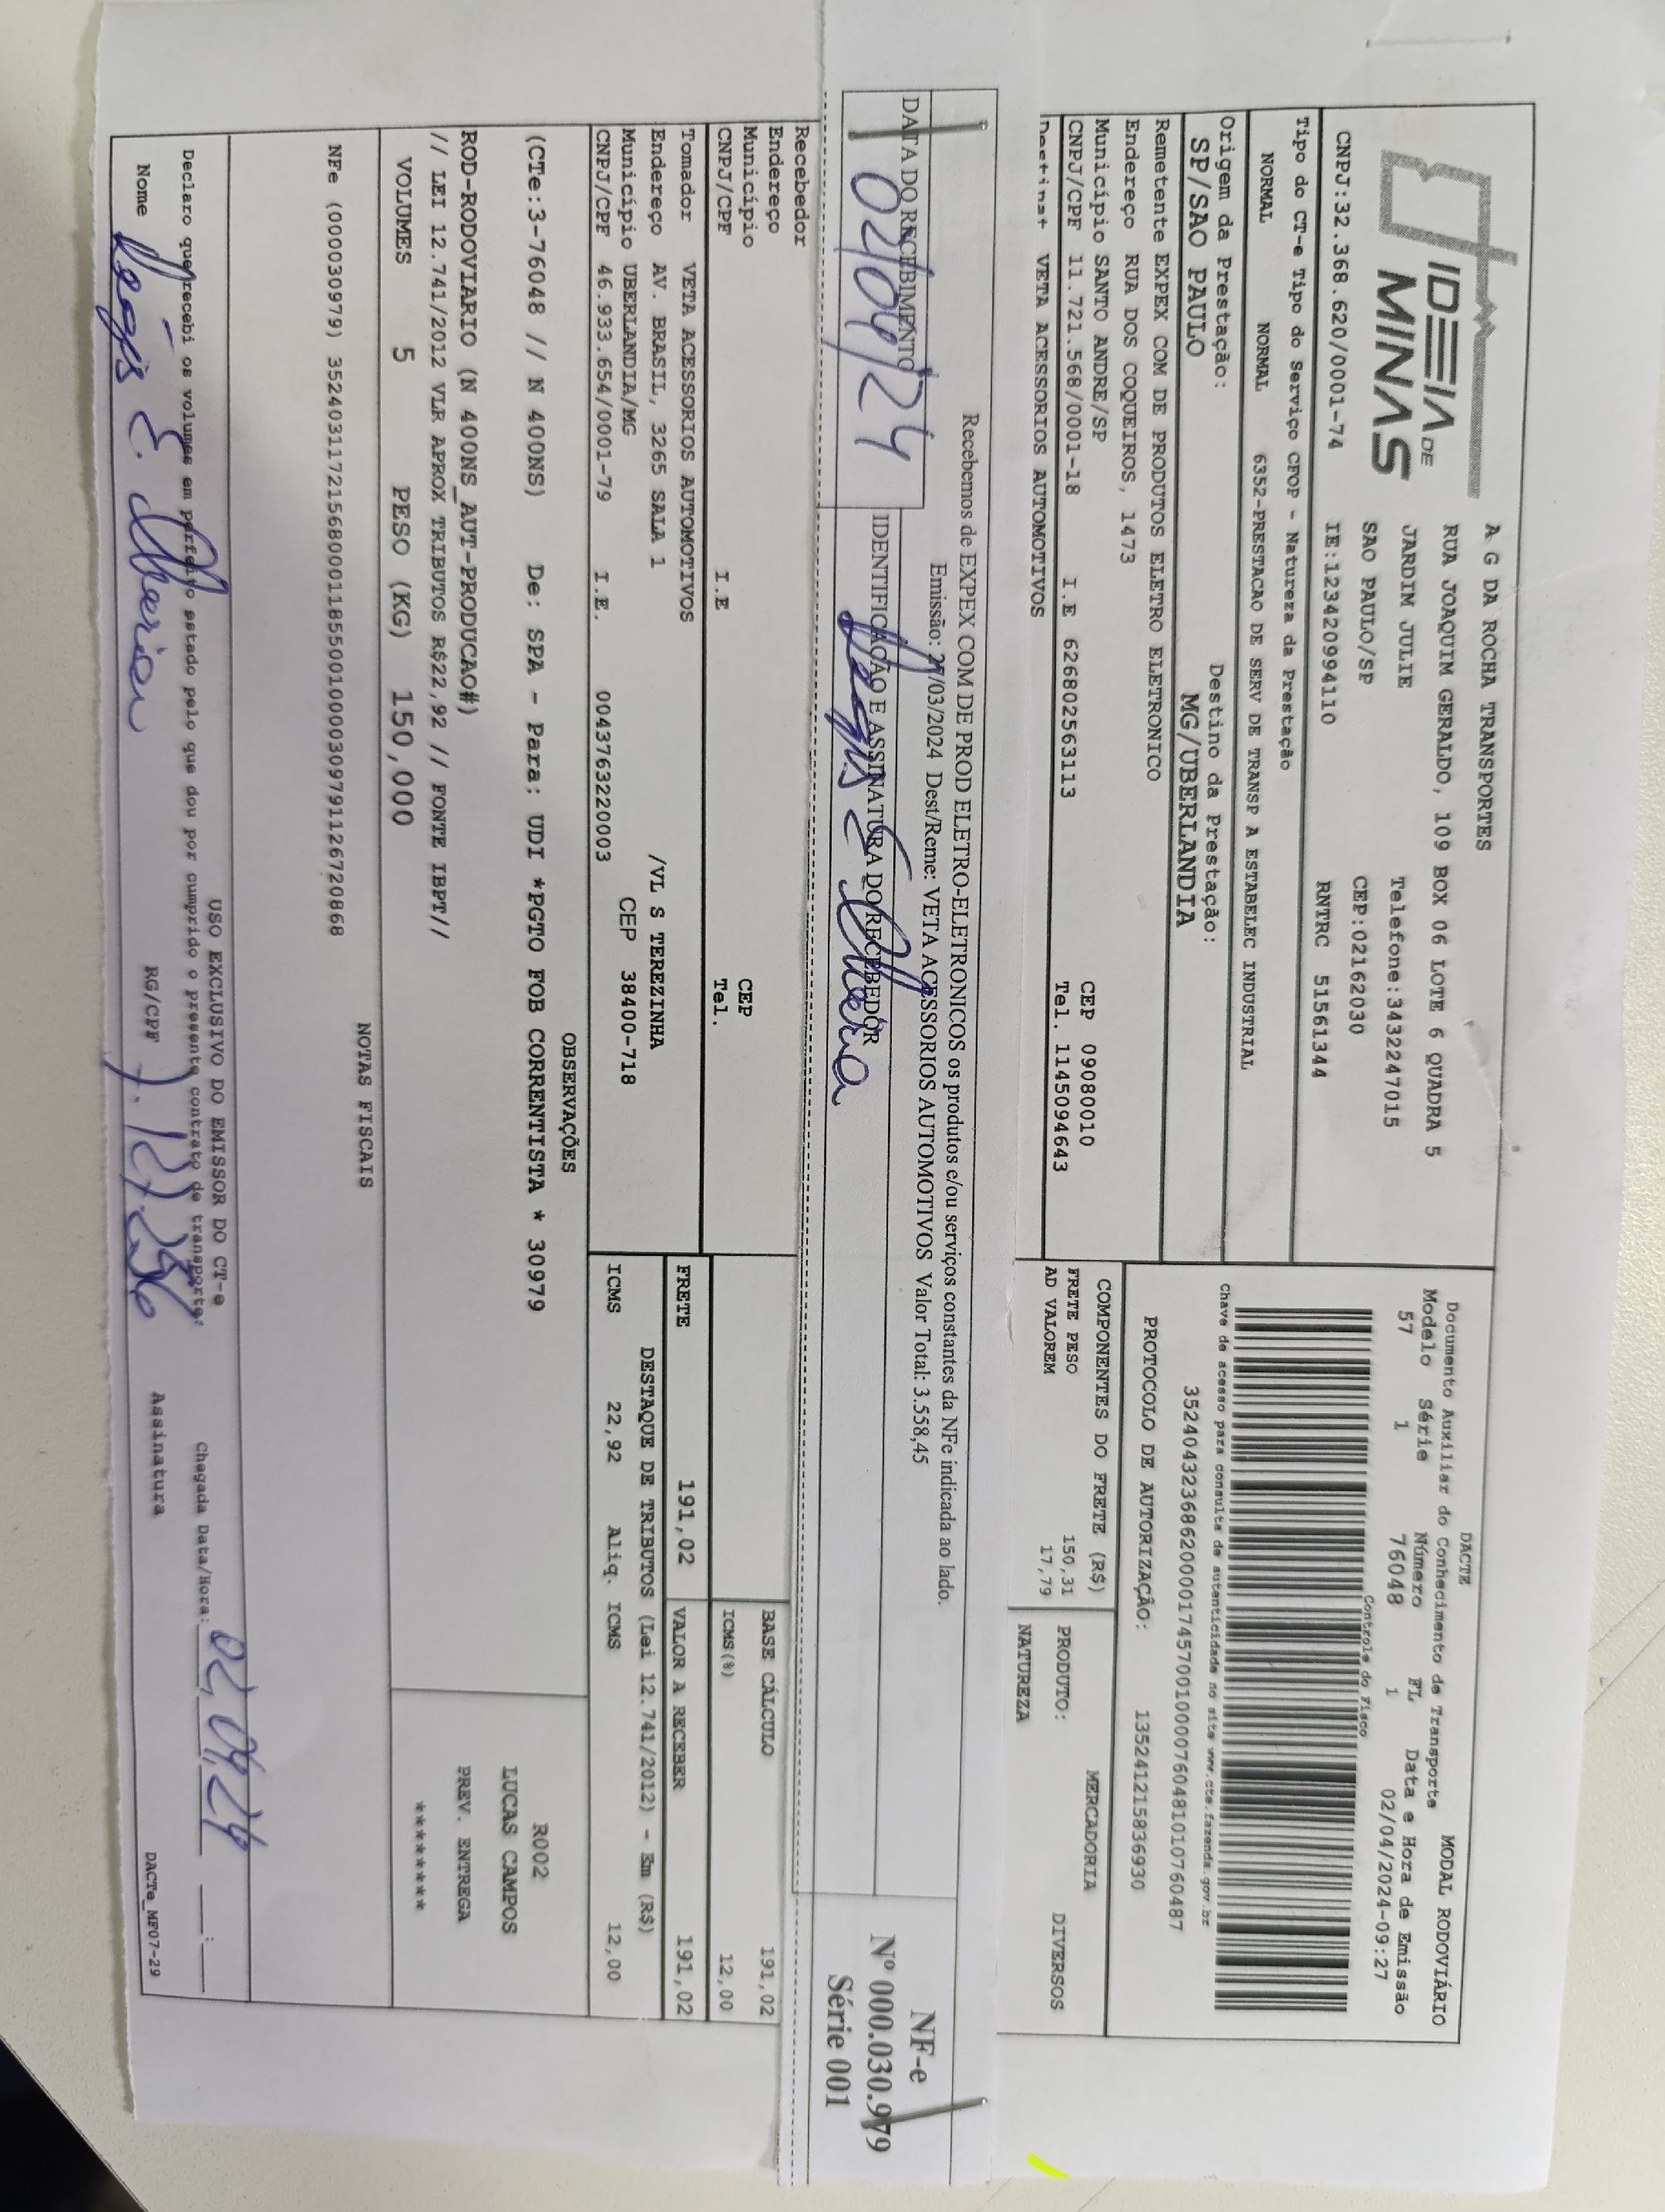 IDEIA DE
MINAS
A G DA ROCHA TRANSPORTES
RUA JOAQUIM GERALDO, 109 BOX 06 LOTE 6 QUADRA 5
JARDIM JULIE Telefone:3432247015
SAO PAULO/SP CEP:02162030
CNPJ:32.368.620/0001-74 IE:123420994110 RNTRC 51561344
DACTE
Documento Auxiliar do Conhecimento de Transporte MODAL RODOVIÁRIO
Modelo Série Número FL Data e Hora de Emissão
57 1 76048 1 02/04/2024-09:27
Controle do Fisco
Tipo do CT-e Tipo do Serviço CFOP - Natureza da Prestação
NORMAL NORMAL 6352-PRESTACAO DE SERV DE TRANSP A ESTABELEC INDUSTRIAL
Chave de acesso para consulta de autenticidade no site www.cte.fazenda.gov.br
35240432368620000174570010000760481010760487
Origem da Prestação: Destino da Prestação:
SP/SAO PAULO MG/UBERLANDIA
PROTOCOLO DE AUTORIZAÇÃO: 135241215836930
Remetente EXPEX COM DE PRODUTOS ELETRO ELETRONICO
Endereço RUA DOS COQUEIROS, 1473
Município SANTO ANDRE/SP CEP 09080010
CNPJ/CPF 11.721.568/0001-18 I.E 626802563113 Tel. 1145094643
COMPONENTES DO FRETE (R$) MERCADORIA
FRETE PESO 150,31 PRODUTO: DIVERSOS
AD VALOREM 17,79 NATUREZA
Destinat VETA ACESSORIOS AUTOMOTIVOS
Recebemos de EXPEX COM DE PROD ELETRO-ELETRONICOS os produtos e/ou serviços constantes da NFe indicada ao lado.
Emissão: 27/03/2024 Dest/Reme: VETA ACESSORIOS AUTOMOTIVOS Valor Total: 3.558,45
DATA DO RECEBIMENTO IDENTIFICAÇÃO E ASSINATURA DO RECEBEDOR
02/04/24
NF-e
Nº 000.030.979
Série 001
Recebedor
Endereço
Município CEP
CNPJ/CPF I.E Tel.
BASE CÁLCULO 191,02
ICMS(%) 12,00
Tomador VETA ACESSORIOS AUTOMOTIVOS
Endereço AV. BRASIL, 3265 SALA 1 /VL S TEREZINHA
Município UBERLANDIA/MG CEP 38400-718
CNPJ/CPF 46.933.654/0001-79 I.E. 0043763220003
FRETE 191,02 VALOR A RECEBER 191,02
DESTAQUE DE TRIBUTOS (Lei 12.741/2012) - Em (R$)
ICMS 22,92 Aliq. ICMS 12,00
OBSERVAÇÕES
(CTe:3-76048 // N 400NS) De: SPA - Para: UDI *PGTO FOB CORRENTISTA * 30979
ROD-RODOVIARIO (N 400NS_AUT-PRODUCAO#)
// LEI 12.741/2012 VLR APROX TRIBUTOS R$22,92 // FONTE IBPT//
R002
LUCAS CAMPOS
PREV. ENTREGA
********
VOLUMES 5 PESO (KG) 150,000
NOTAS FISCAIS
NFe (000030979) 35240311721568000118550010000309791126720868
USO EXCLUSIVO DO EMISSOR DO CT-e
Declaro que recebi os volumes em perfeito estado pelo que dou por cumprido o presente contrato de transporte.
Chegada Data/Hora: 02/04/24 __:__
Nome RG/CPF Assinatura
DACTe_MF07-29